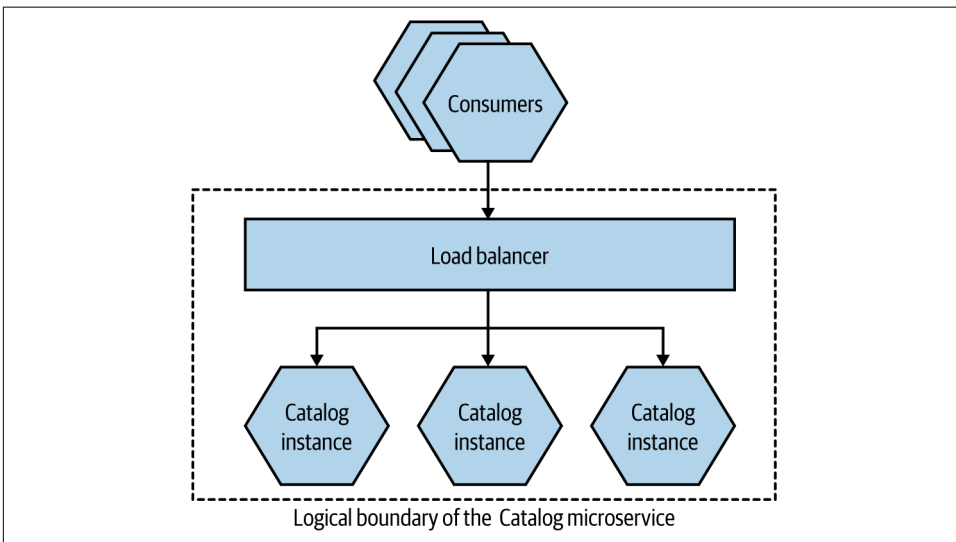 Consumers
Load balancer
Catalog
instance
Catalog
instance
Catalog
instance
Logical boundary of the Catalog microservice